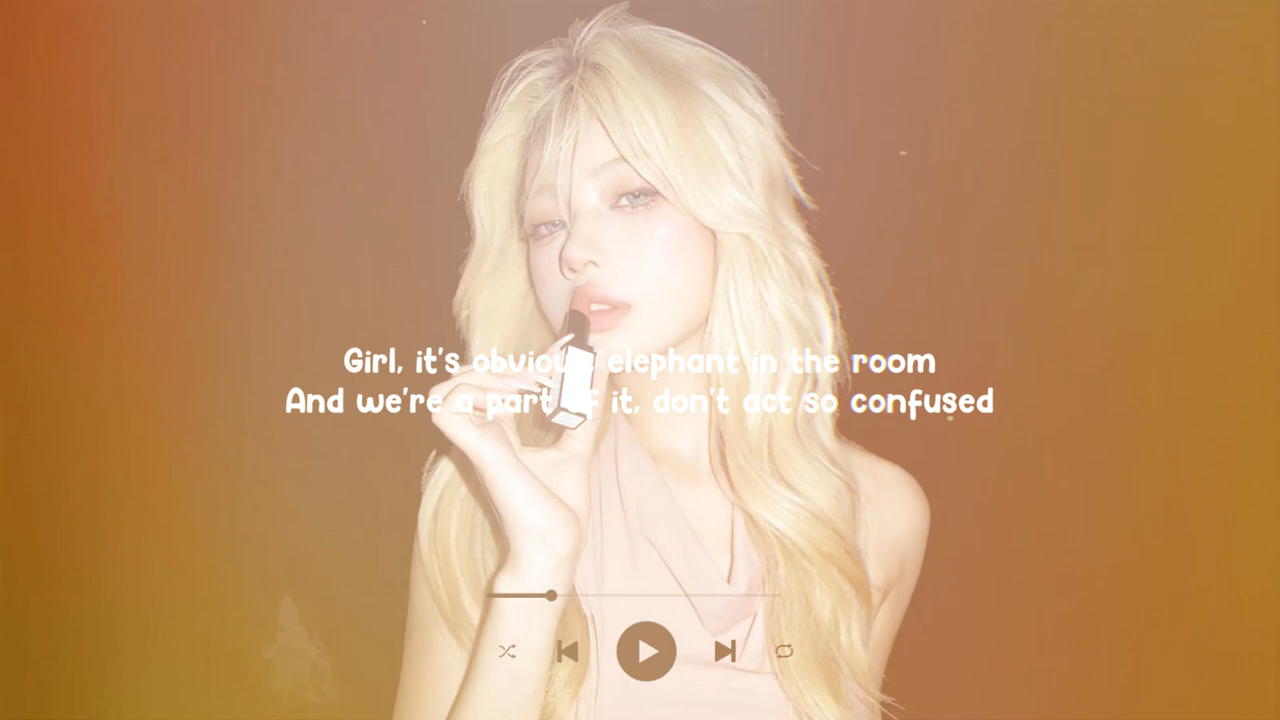 Girl, it's obvious, elephant in the room
And we're a part of it, don't act so confused